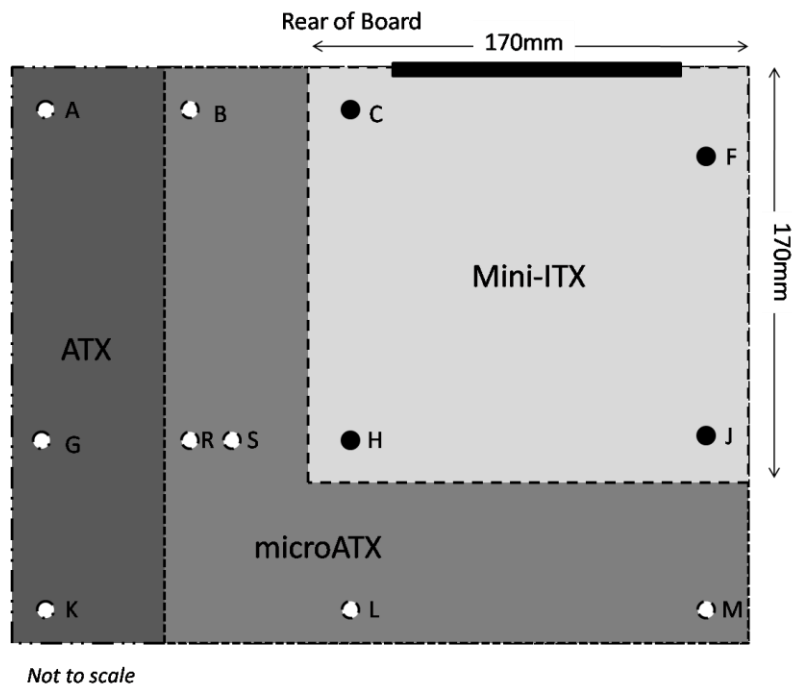 Rear of Board
170mm
A
B
C
F
170mm
Mini-ITX
ATX
G
R
S
H
J
microATX
K
L
M
Not to scale